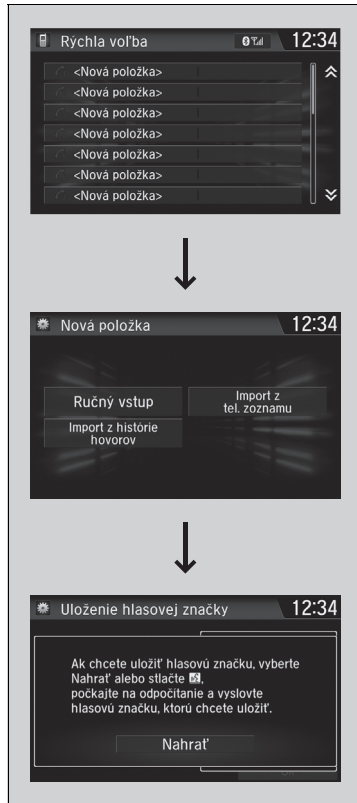 Rýchla voľba 12:34
<Nová položka>
<Nová položka>
<Nová položka>
<Nová položka>
<Nová položka>
<Nová položka>
<Nová položka>
Nová položka 12:34
Ručný vstup
Import z
tel. zoznamu
Import z histórie
hovorov
Uloženie hlasovej značky 12:34
Ak chcete uložiť hlasovú značku, vyberte
Nahrať alebo stlačte ,
počkajte na odpočítanie a vyslovte
hlasovú značku, ktorú chcete uložiť.
Nahrať